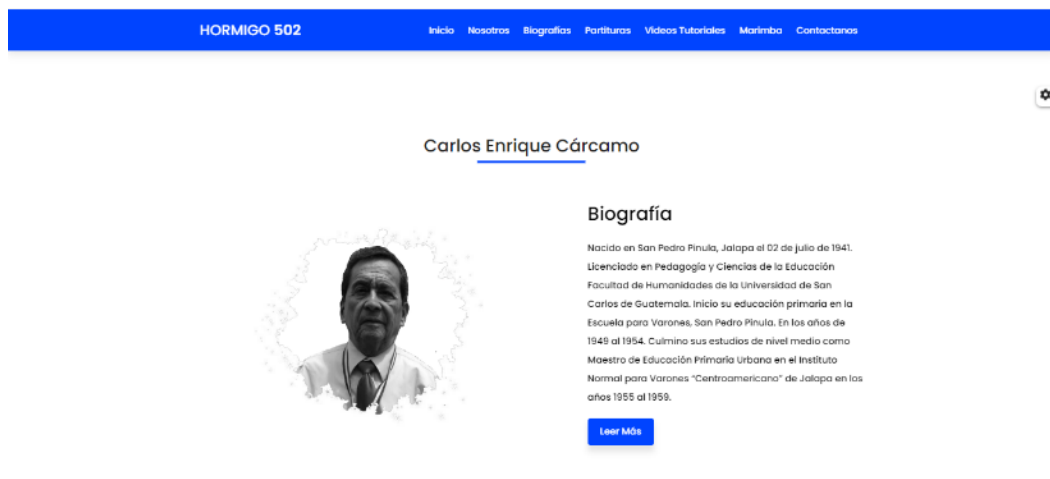 HORMIGO 502
Inicio Nosotros Biografías Partituras Videos Tutoriales Marimba Contactanos
Carlos Enrique Cárcamo
Biografía
Nacido en San Pedro Pinula, Jalapa el 02 de julio de 1941.
Licenciado en Pedagogía y Ciencias de la Educación
Facultad de Humanidades de la Universidad de San
Carlos de Guatemala. Inicio su educación primaria en la
Escuela para Varones, San Pedro Pinula. En los años de
1949 al 1954. Culmino sus estudios de nivel medio como
Maestro de Educación Primaria Urbana en el Instituto
Normal para Varones “Centroamericano” de Jalapa en los
años 1955 al 1959.
Leer Más